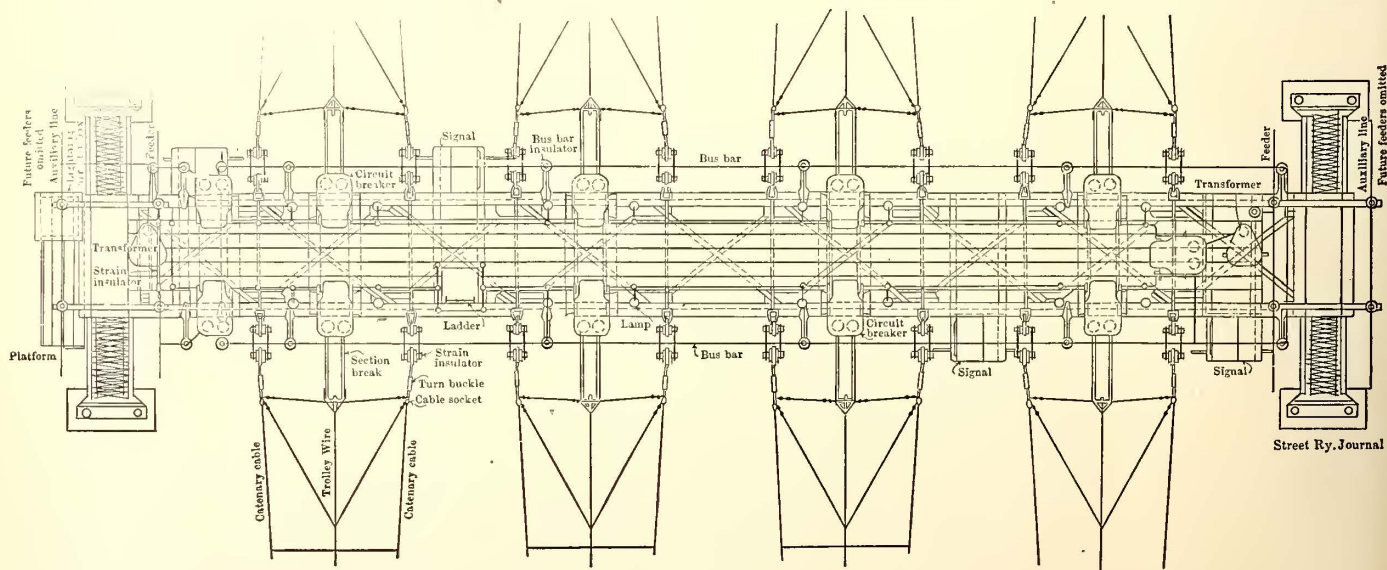 Future feeders
omitted
Auxiliary line
Feeder
Signal
Bus bar
insulator
Circuit
breaker
Bus bar
Transformer
Feeder
Auxiliary line
Future feeders omitted
Transformer
Strain
insulator
Platform
Ladder
Lamp
Circuit
breaker
Bus bar
Section
break
Strain
insulator
Turn buckle
Cable socket
Signal
Signal
Catenary cable
Trolley Wire
Catenary cable
Street Ry. Journal